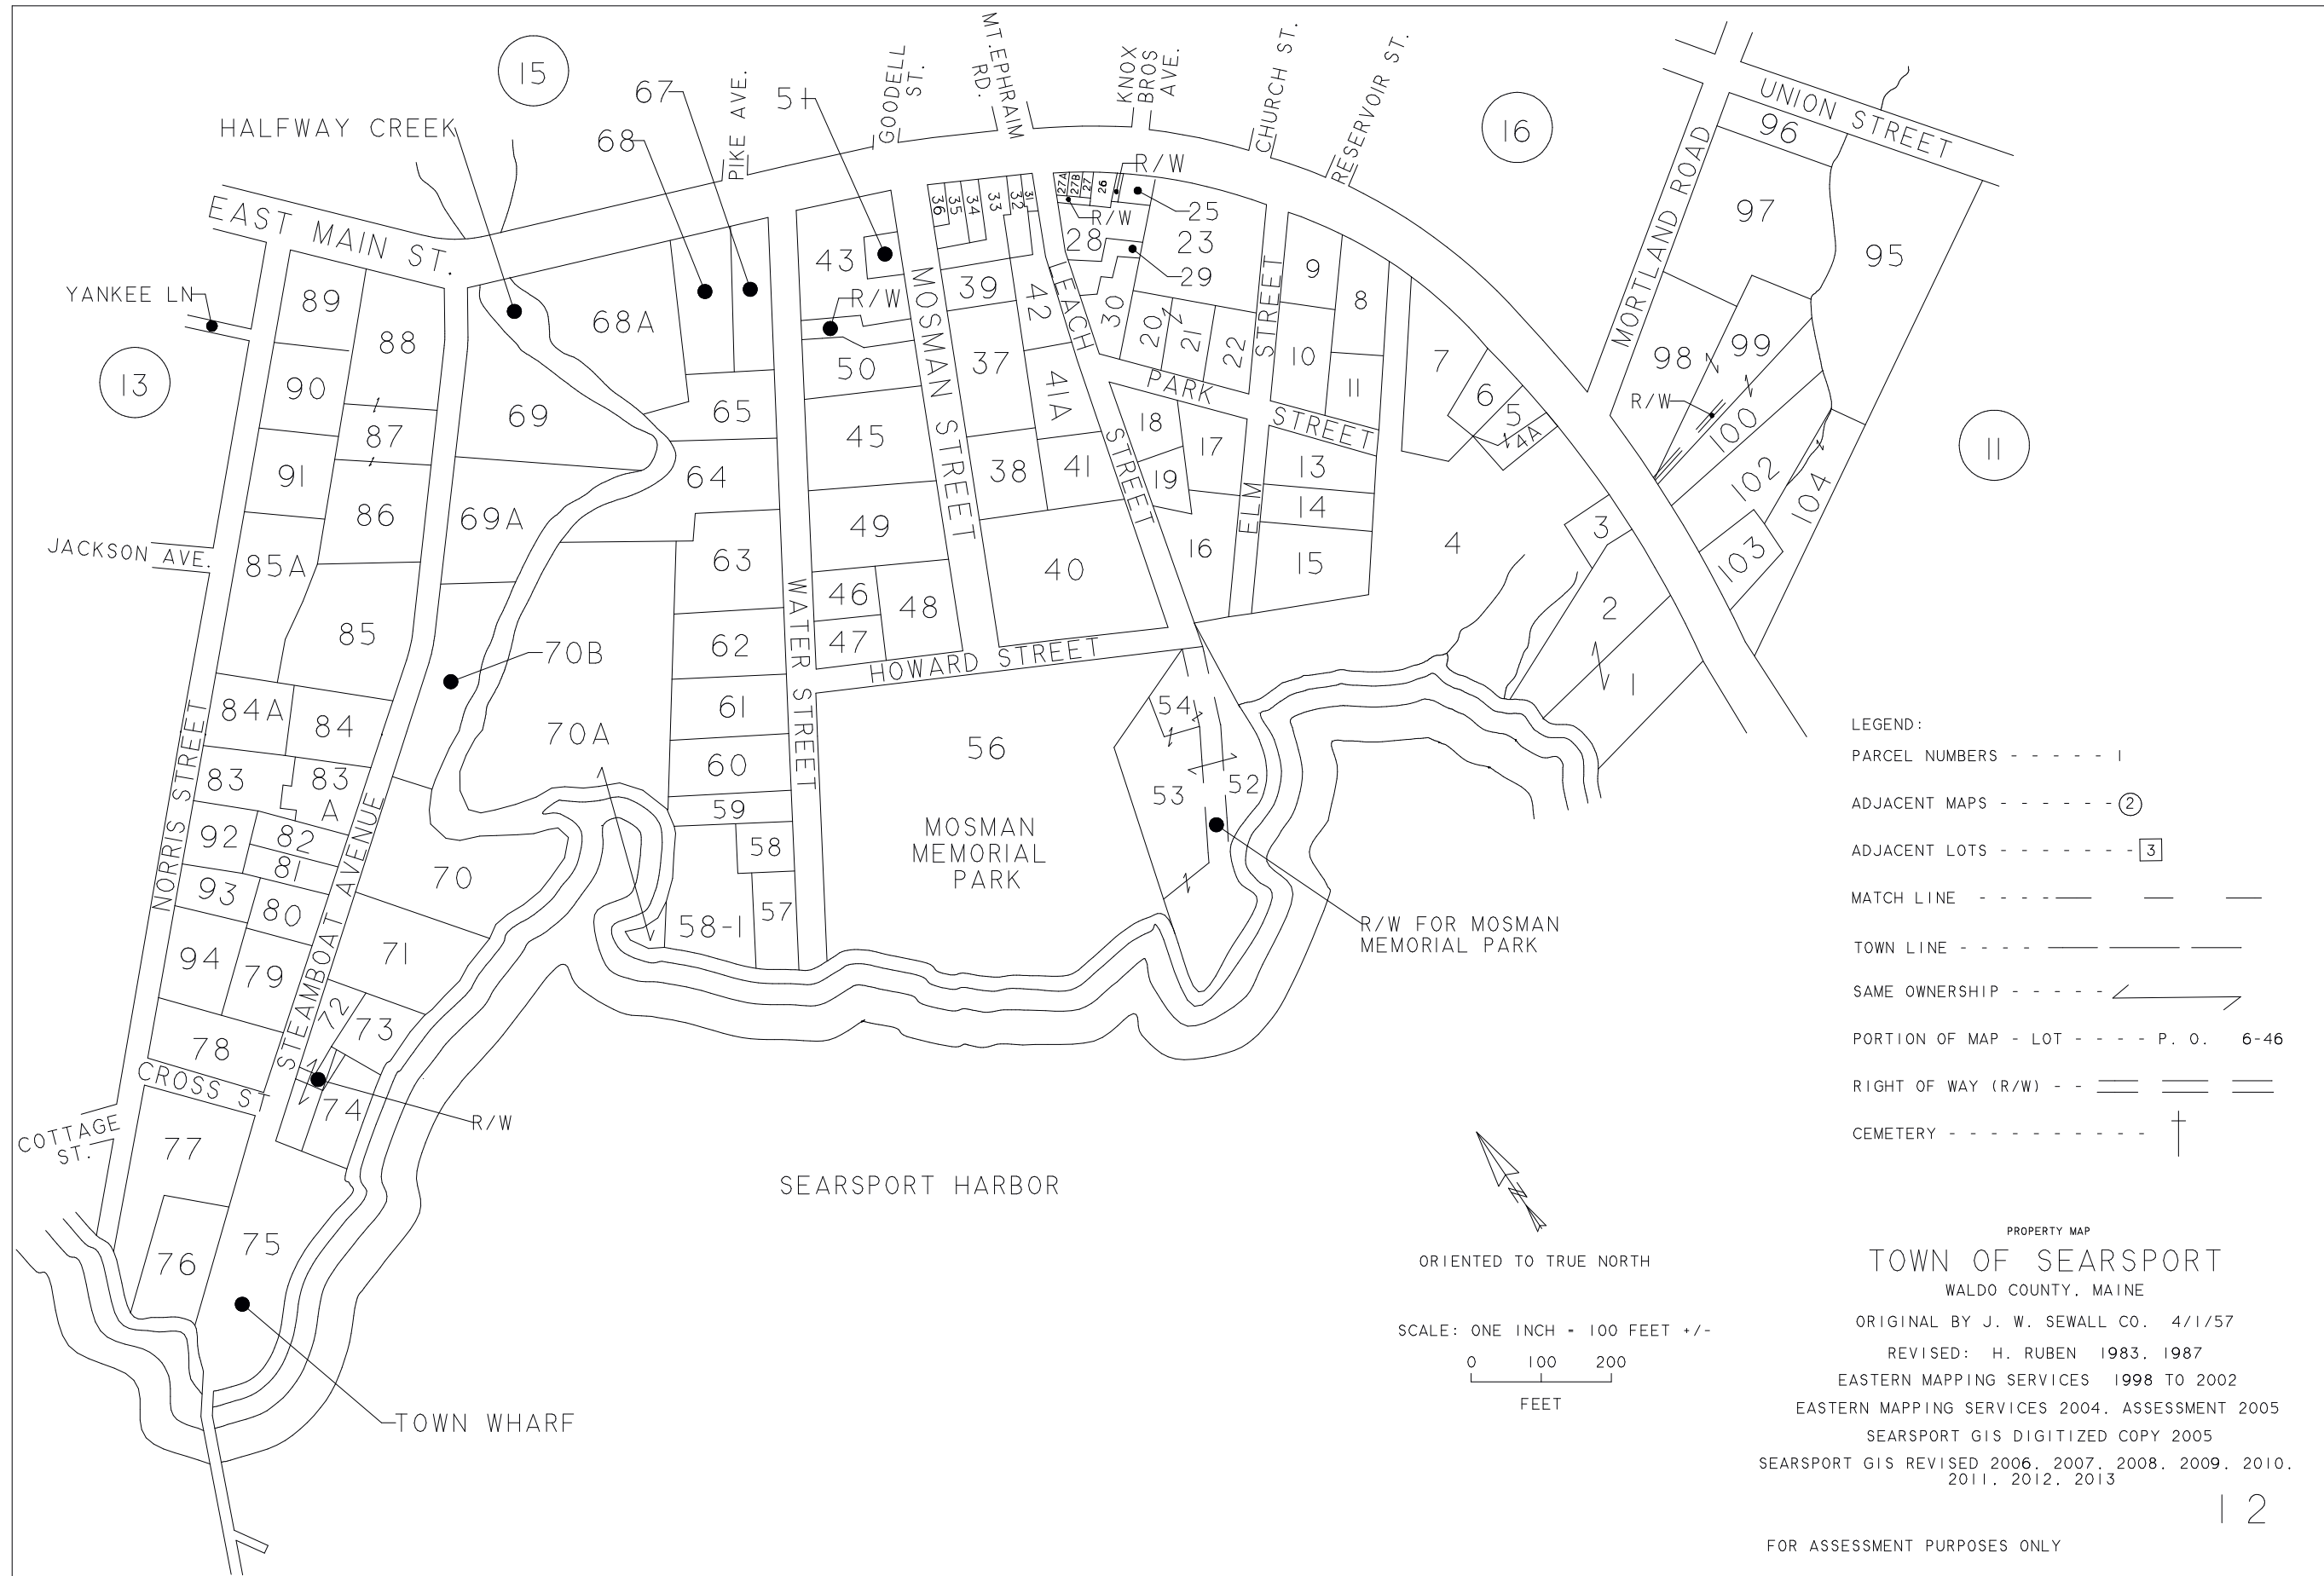 15
HALFWAY CREEK
68
67
51
PIKE AVE.
GOODELL
ST.
MT.EPHRAIM
RD.
KNOX
BROS
AVE.
CHURCH ST.
RESERVOIR ST.
16
UNION STREET
MORTLAND ROAD
EAST MAIN ST.
YANKEE LN
13
JACKSON AVE.
NORRIS STREET
STEAMBOAT AVENUE
CROSS ST
COTTAGE
ST.
WATER STREET
MOSMAN STREET
HOWARD STREET
LEACH STREET
PARK STREET
ELM STREET
11
96
97
95
98
99
R/W
100
102
104
103
89
88
90
87
91
86
85A
85
84A
84
83
83
A
92
82
81
93
80
94
79
78
77
76
75
TOWN WHARF
69
68A
69A
70B
70A
70
71
72
73
74
R/W
65
64
63
62
61
60
59
58
58-1
57
43
R/W
50
45
49
46
48
47
36
35
34
33
32
31
39
42
37
41A
38
41
40
27A
27B
27
26
R/W
25
R/W
28
23
29
30
20
21
22
18
17
19
16
9
8
10
11
13
14
15
7
6
5
4A
4
3
2
1
54
53
52
56
MOSMAN
MEMORIAL
PARK
R/W FOR MOSMAN
MEMORIAL PARK
SEARSPORT HARBOR
LEGEND:
PARCEL NUMBERS - - - - - 1
ADJACENT MAPS - - - - - - 2
ADJACENT LOTS - - - - - - - 3
MATCH LINE - - - -
TOWN LINE - - - -
SAME OWNERSHIP - - - - -
PORTION OF MAP - LOT - - - - P. O. 6-46
RIGHT OF WAY (R/W) - -
CEMETERY - - - - - - - - - -
ORIENTED TO TRUE NORTH
SCALE: ONE INCH = 100 FEET +/-
0 100 200
FEET
PROPERTY MAP
TOWN OF SEARSPORT
WALDO COUNTY, MAINE
ORIGINAL BY J. W. SEWALL CO. 4/1/57
REVISED: H. RUBEN 1983, 1987
EASTERN MAPPING SERVICES 1998 TO 2002
EASTERN MAPPING SERVICES 2004, ASSESSMENT 2005
SEARSPORT GIS DIGITIZED COPY 2005
SEARSPORT GIS REVISED 2006, 2007, 2008, 2009, 2010,
2011, 2012, 2013
12
FOR ASSESSMENT PURPOSES ONLY